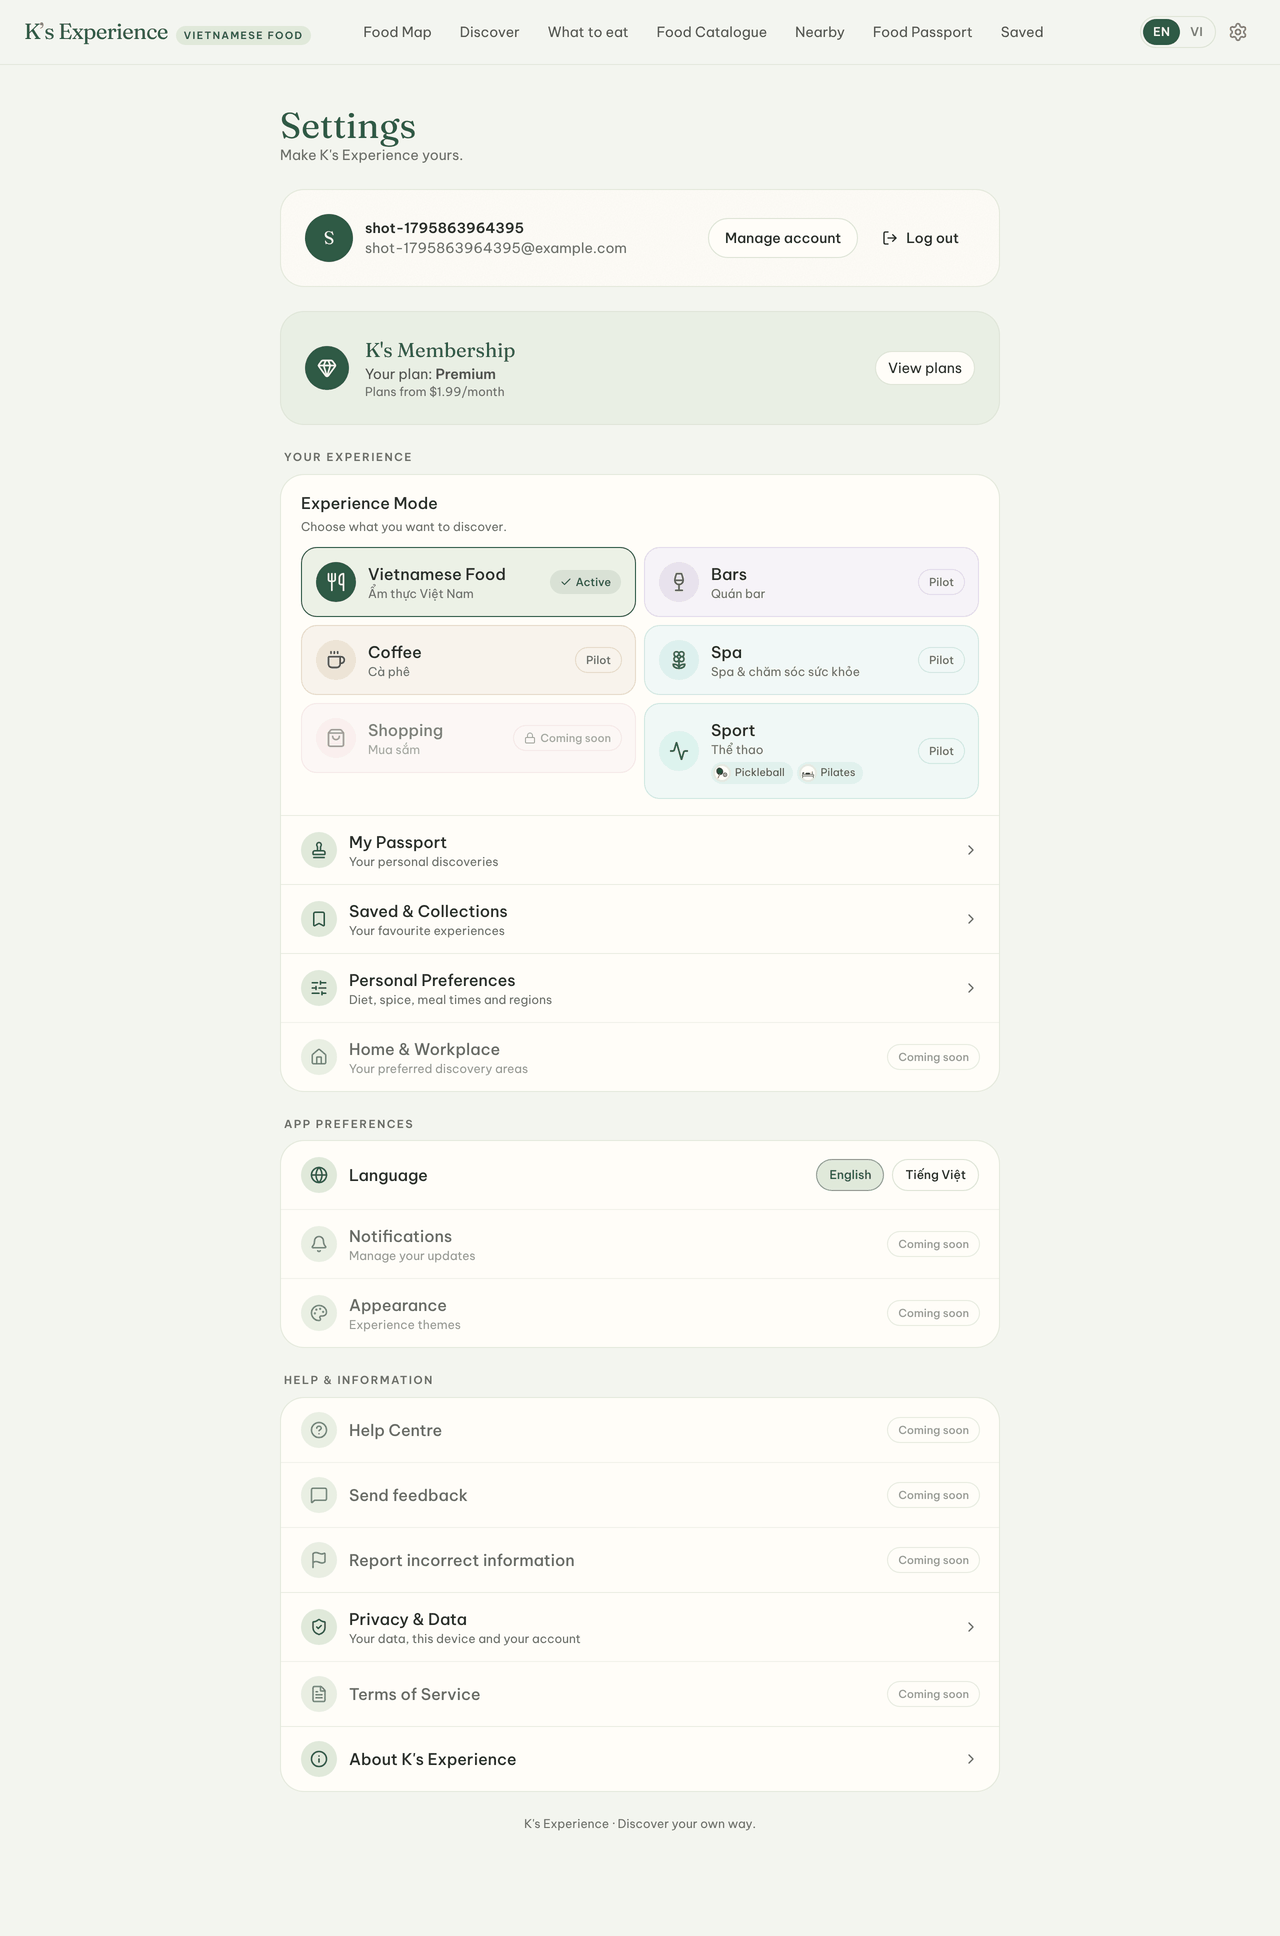 K's Experience VIETNAMESE FOOD Food Map Discover What to eat Food Catalogue Nearby Food Passport Saved EN VI
Settings
Make K's Experience yours.
S
shot-1795863964395
shot-1795863964395@example.com
Manage account
Log out
K's Membership
Your plan: Premium
Plans from $1.99/month
View plans
YOUR EXPERIENCE
Experience Mode
Choose what you want to discover.
Vietnamese Food
Ẩm thực Việt Nam
Active
Bars
Quán bar
Pilot
Coffee
Cà phê
Pilot
Spa
Spa & chăm sóc sức khỏe
Pilot
Shopping
Mua sắm
Coming soon
Sport
Thể thao
Pickleball Pilates
Pilot
My Passport
Your personal discoveries
Saved & Collections
Your favourite experiences
Personal Preferences
Diet, spice, meal times and regions
Home & Workplace
Your preferred discovery areas
Coming soon
APP PREFERENCES
Language English Tiếng Việt
Notifications
Manage your updates
Coming soon
Appearance
Experience themes
Coming soon
HELP & INFORMATION
Help Centre Coming soon
Send feedback Coming soon
Report incorrect information Coming soon
Privacy & Data
Your data, this device and your account
Terms of Service Coming soon
About K's Experience
K's Experience · Discover your own way.